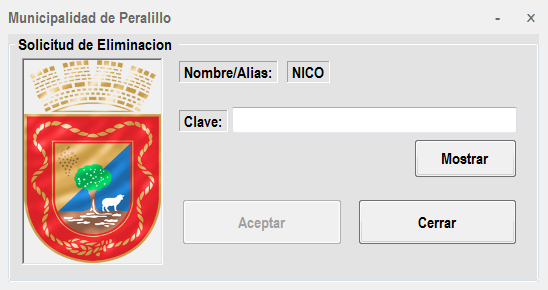 Municipalidad de Peralillo
Solicitud de Eliminacion
Nombre/Alias: NICO
Clave:
Mostrar
Aceptar Cerrar